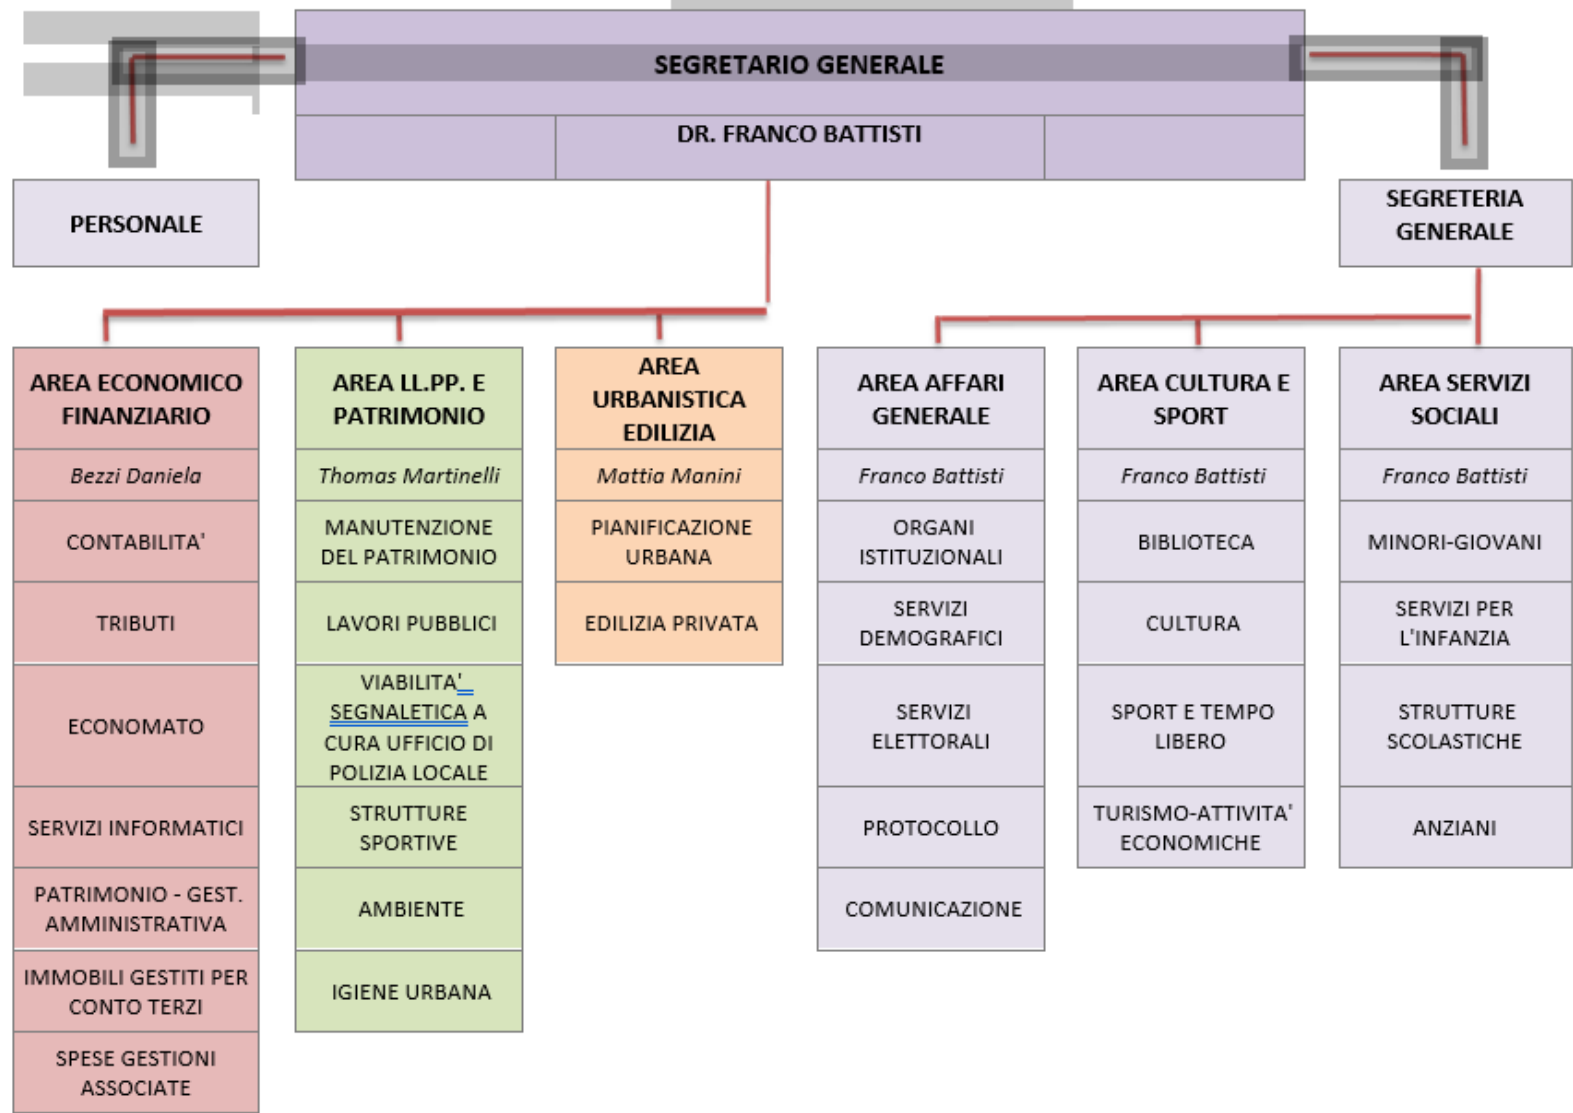 SEGRETARIO GENERALE
DR. FRANCO BATTISTI
PERSONALE
SEGRETERIA
GENERALE
AREA ECONOMICO
FINANZIARIO
Bezzi Daniela
CONTABILITA'
TRIBUTI
ECONOMATO
SERVIZI INFORMATICI
PATRIMONIO - GEST.
AMMINISTRATIVA
IMMOBILI GESTITI PER
CONTO TERZI
SPESE GESTIONI
ASSOCIATE
AREA LL.PP. E
PATRIMONIO
Thomas Martinelli
MANUTENZIONE
DEL PATRIMONIO
LAVORI PUBBLICI
VIABILITA'
SEGNALETICA A
CURA UFFICIO DI
POLIZIA LOCALE
STRUTTURE
SPORTIVE
AMBIENTE
IGIENE URBANA
AREA
URBANISTICA
EDILIZIA
Mattia Manini
PIANIFICAZIONE
URBANA
EDILIZIA PRIVATA
AREA AFFARI
GENERALE
Franco Battisti
ORGANI
ISTITUZIONALI
SERVIZI
DEMOGRAFICI
SERVIZI
ELETTORALI
PROTOCOLLO
COMUNICAZIONE
AREA CULTURA E
SPORT
Franco Battisti
BIBLIOTECA
CULTURA
SPORT E TEMPO
LIBERO
TURISMO-ATTIVITA'
ECONOMICHE
AREA SERVIZI
SOCIALI
Franco Battisti
MINORI-GIOVANI
SERVIZI PER
L'INFANZIA
STRUTTURE
SCOLASTICHE
ANZIANI